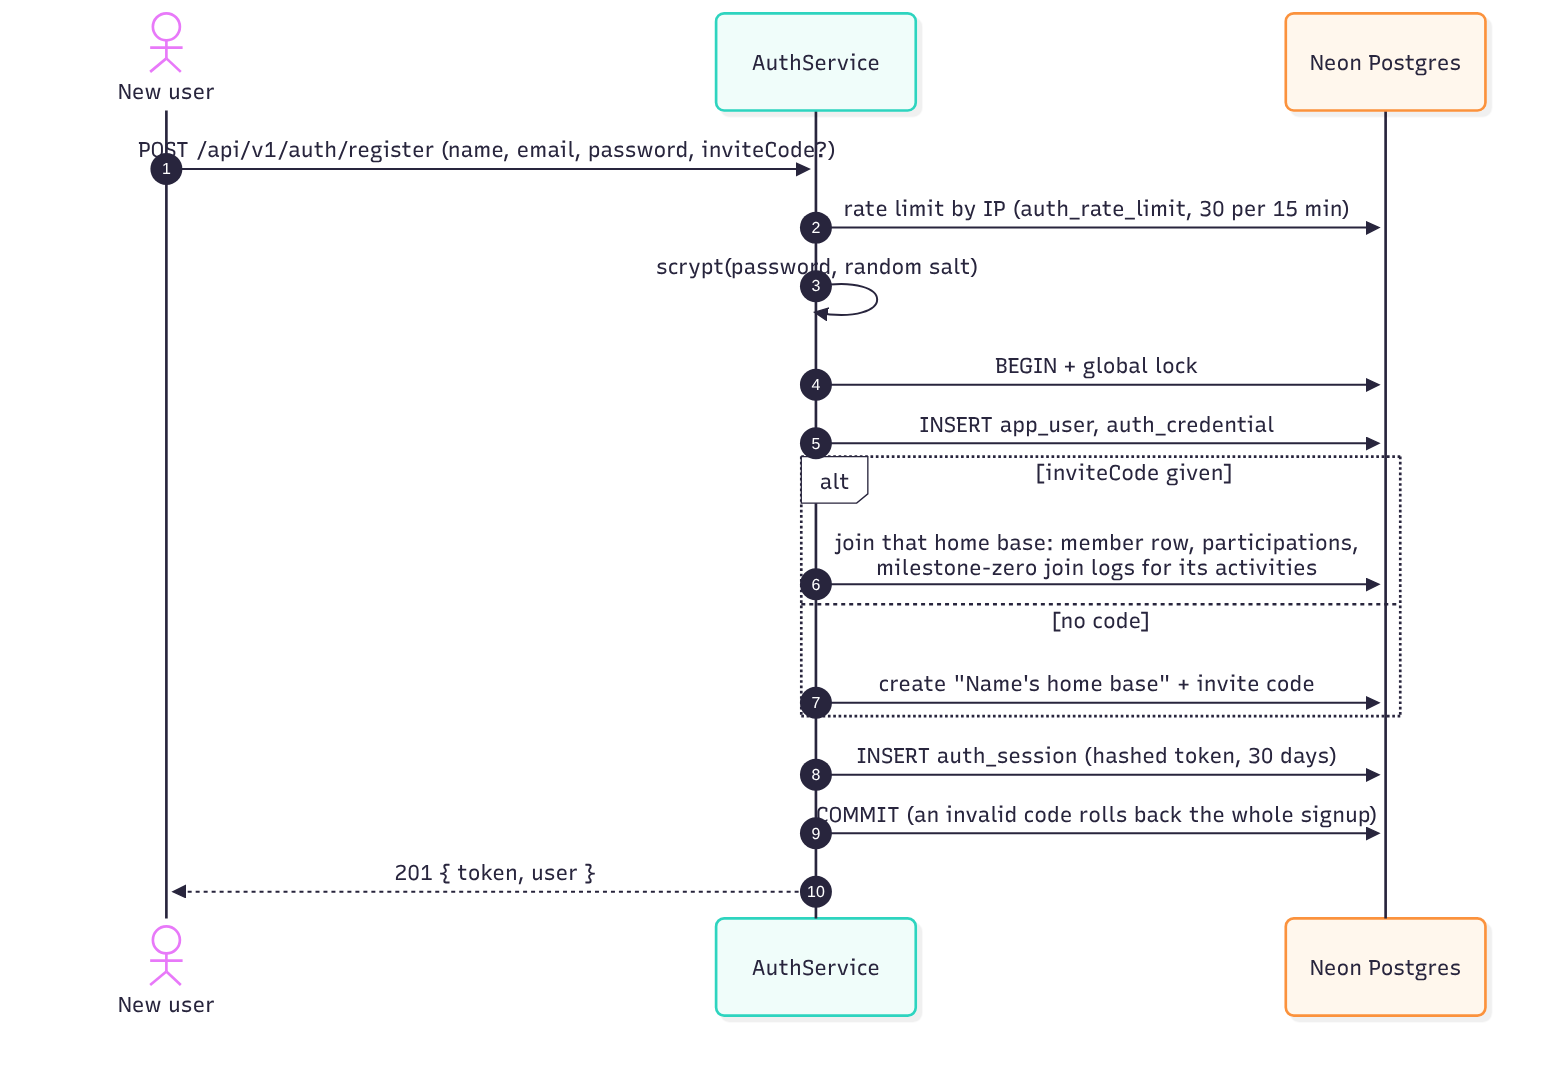 New user
AuthService
Neon Postgres
POST /api/v1/auth/register (name, email, password, inviteCode?)
1
rate limit by IP (auth_rate_limit, 30 per 15 min)
2
scrypt(password, random salt)
3
BEGIN + global lock
4
INSERT app_user, auth_credential
5
alt
[inviteCode given]
join that home base: member row, participations,
milestone-zero join logs for its activities
6
[no code]
create "Name's home base" + invite code
7
INSERT auth_session (hashed token, 30 days)
8
COMMIT (an invalid code rolls back the whole signup)
9
201 { token, user }
10
New user
AuthService
Neon Postgres